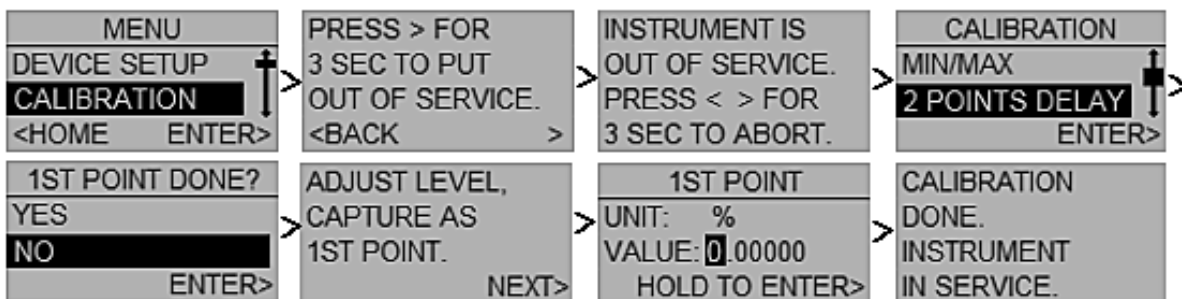 MENU
DEVICE SETUP
CALIBRATION
<HOME ENTER>
>
PRESS > FOR
3 SEC TO PUT
OUT OF SERVICE.
<BACK >
>
INSTRUMENT IS
OUT OF SERVICE.
PRESS < > FOR
3 SEC TO ABORT.
>
CALIBRATION
MIN/MAX
2 POINTS DELAY
ENTER>
>
1ST POINT DONE?
YES
NO
ENTER>
>
ADJUST LEVEL,
CAPTURE AS
1ST POINT.
NEXT>
>
1ST POINT
UNIT: %
VALUE: 0.00000
HOLD TO ENTER>
>
CALIBRATION
DONE.
INSTRUMENT
IN SERVICE.